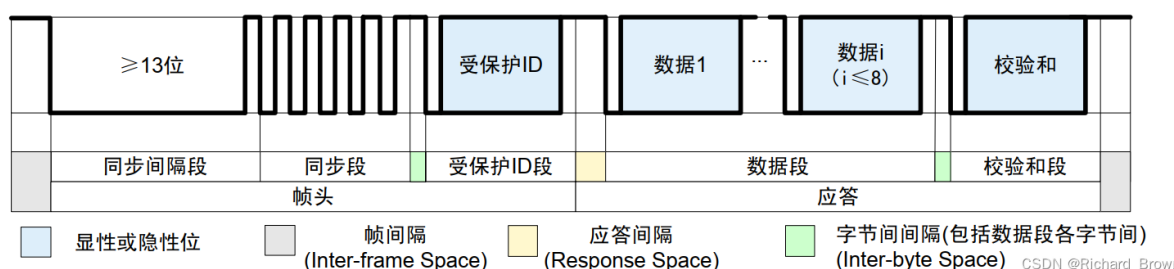 ≥13位
受保护ID
数据1
...
数据i
（i≤8）
校验和
同步间隔段
同步段
受保护ID段
数据段
校验和段
帧头
应答
显性或隐性位
帧间隔
(Inter-frame Space)
应答间隔
(Response Space)
字节间间隔(包括数据段各字节间)
(Inter-byte Space)
CSDN @Richard_Brown